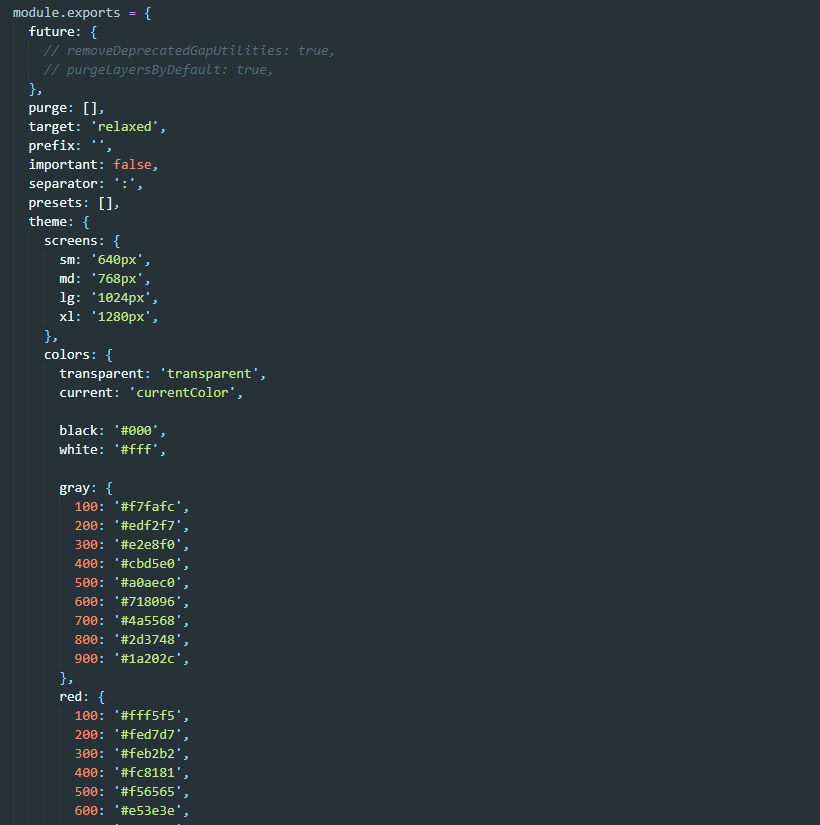 module.exports = {
  future: {
    // removeDeprecatedGapUtilities: true,
    // purgeLayersByDefault: true,
  },
  purge: [],
  target: 'relaxed',
  prefix: '',
  important: false,
  separator: ':',
  presets: [],
  theme: {
    screens: {
      sm: '640px',
      md: '768px',
      lg: '1024px',
      xl: '1280px',
    },
    colors: {
      transparent: 'transparent',
      current: 'currentColor',

      black: '#000',
      white: '#fff',

      gray: {
        100: '#f7fafc',
        200: '#edf2f7',
        300: '#e2e8f0',
        400: '#cbd5e0',
        500: '#a0aec0',
        600: '#718096',
        700: '#4a5568',
        800: '#2d3748',
        900: '#1a202c',
      },
      red: {
        100: '#fff5f5',
        200: '#fed7d7',
        300: '#feb2b2',
        400: '#fc8181',
        500: '#f56565',
        600: '#e53e3e',